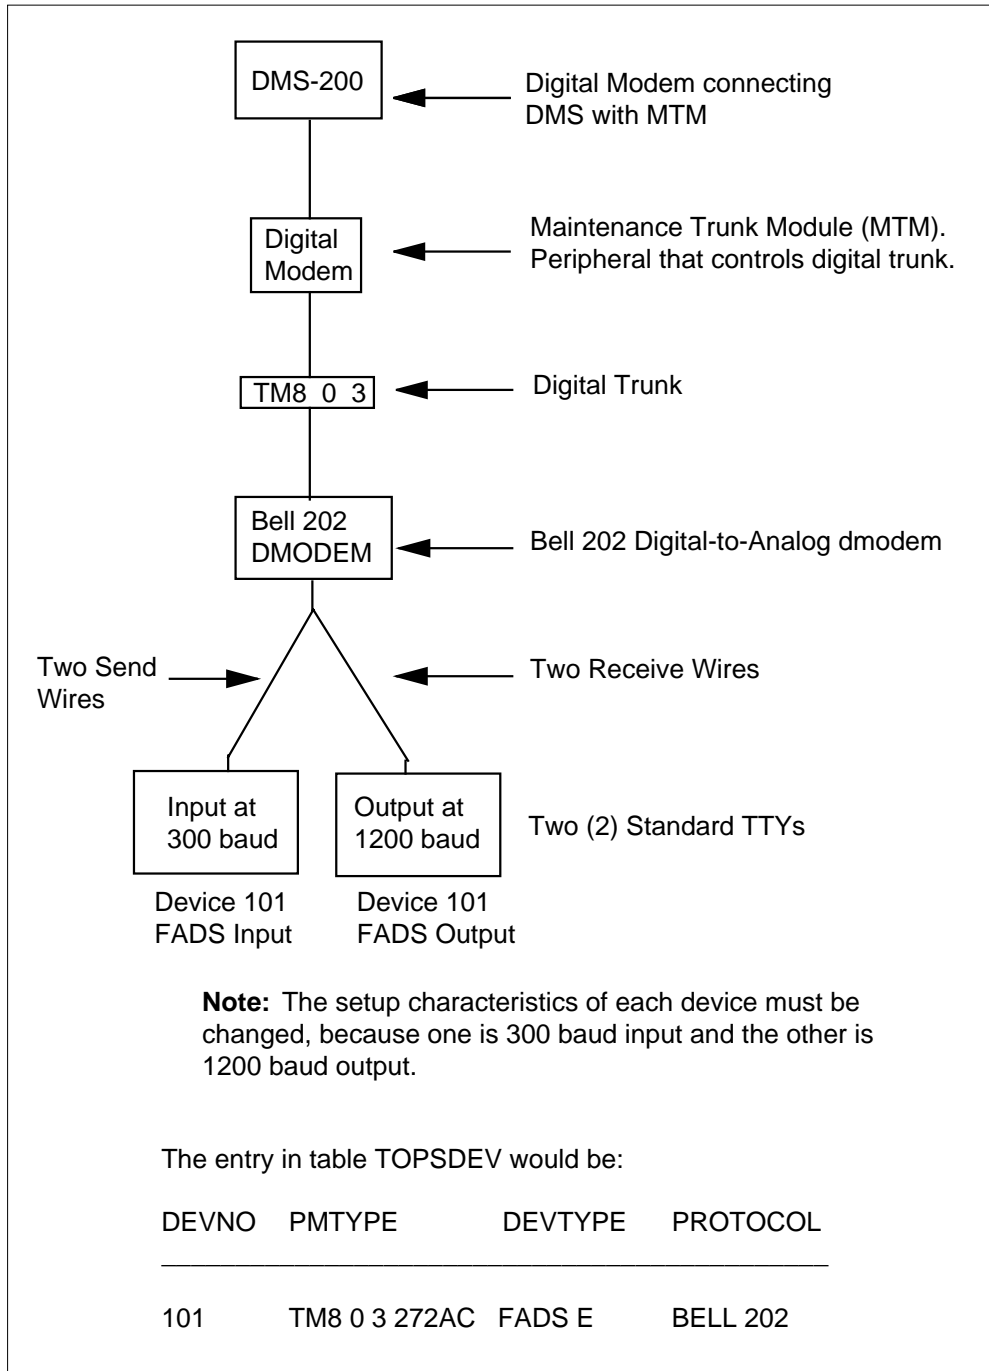 DMS-200
Digital Modem connecting
DMS with MTM
Digital
Modem
Maintenance Trunk Module (MTM).
Peripheral that controls digital trunk.
TM8 0 3
Digital Trunk
Bell 202
DMODEM
Bell 202 Digital-to-Analog dmodem
Two Send
Wires
Two Receive Wires
Input at
300 baud
Output at
1200 baud
Two (2) Standard TTYs
Device 101
FADS Input
Device 101
FADS Output
Note: The setup characteristics of each device must be
changed, because one is 300 baud input and the other is
1200 baud output.
The entry in table TOPSDEV would be:
DEVNO PMTYPE DEVTYPE PROTOCOL
101 TM8 0 3 272AC FADS E BELL 202